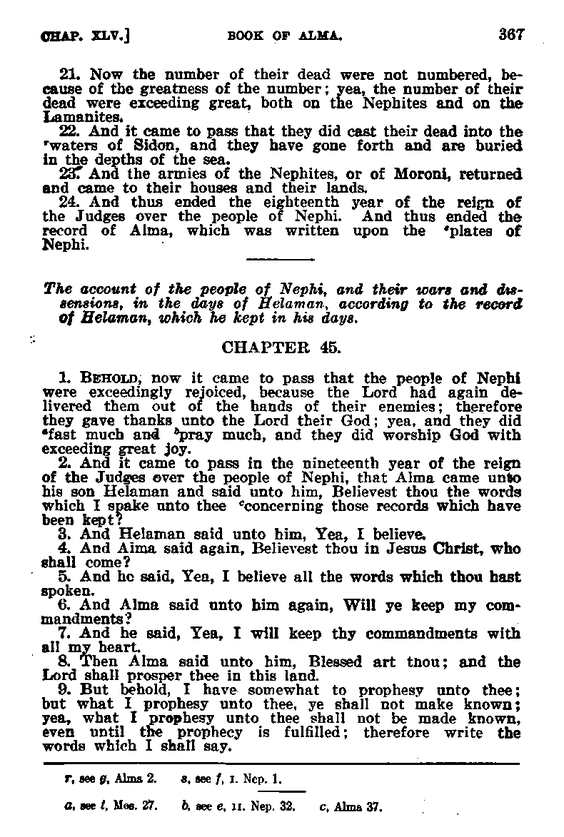 CHAP. XLV.] BOOK OF ALMA. 367
21. Now the number of their dead were not numbered, be-
cause of the greatness of the number; yea, the number of their
dead were exceeding great, both on the Nephites and on the
Lamanites.
22. And it came to pass that they did cast their dead into the
ʳwaters of Sidon, and they have gone forth and are buried
in the depths of the sea.
23. And the armies of the Nephites, or of Moroni, returned
and came to their houses and their lands.
24. And thus ended the eighteenth year of the reign of
the Judges over the people of Nephi. And thus ended the
record of Alma, which was written upon the ˢplates of
Nephi.
The account of the people of Nephi, and their wars and dis-
sensions, in the days of Helaman, according to the record
of Helaman, which he kept in his days.
CHAPTER 45.
1. BEHOLD, now it came to pass that the people of Nephi
were exceedingly rejoiced, because the Lord had again de-
livered them out of the hands of their enemies; therefore
they gave thanks unto the Lord their God; yea, and they did
ᵃfast much and ᵇpray much, and they did worship God with
exceeding great joy.
2. And it came to pass in the nineteenth year of the reign
of the Judges over the people of Nephi, that Alma came unto
his son Helaman and said unto him, Believest thou the words
which I spake unto thee ᶜconcerning those records which have
been kept?
3. And Helaman said unto him, Yea, I believe.
4. And Alma said again, Believest thou in Jesus Christ, who
shall come?
5. And he said, Yea, I believe all the words which thou hast
spoken.
6. And Alma said unto him again, Will ye keep my com-
mandments?
7. And he said, Yea, I will keep thy commandments with
all my heart.
8. Then Alma said unto him, Blessed art thou; and the
Lord shall prosper thee in this land.
9. But behold, I have somewhat to prophesy unto thee;
but what I prophesy unto thee, ye shall not make known;
yea, what I prophesy unto thee shall not be made known,
even until the prophecy is fulfilled; therefore write the
words which I shall say.
r, see g, Alma 2. s, see f, I. Nep. 1.
a, see t, Mos. 27. b, see e, II. Nep. 32. c, Alma 37.